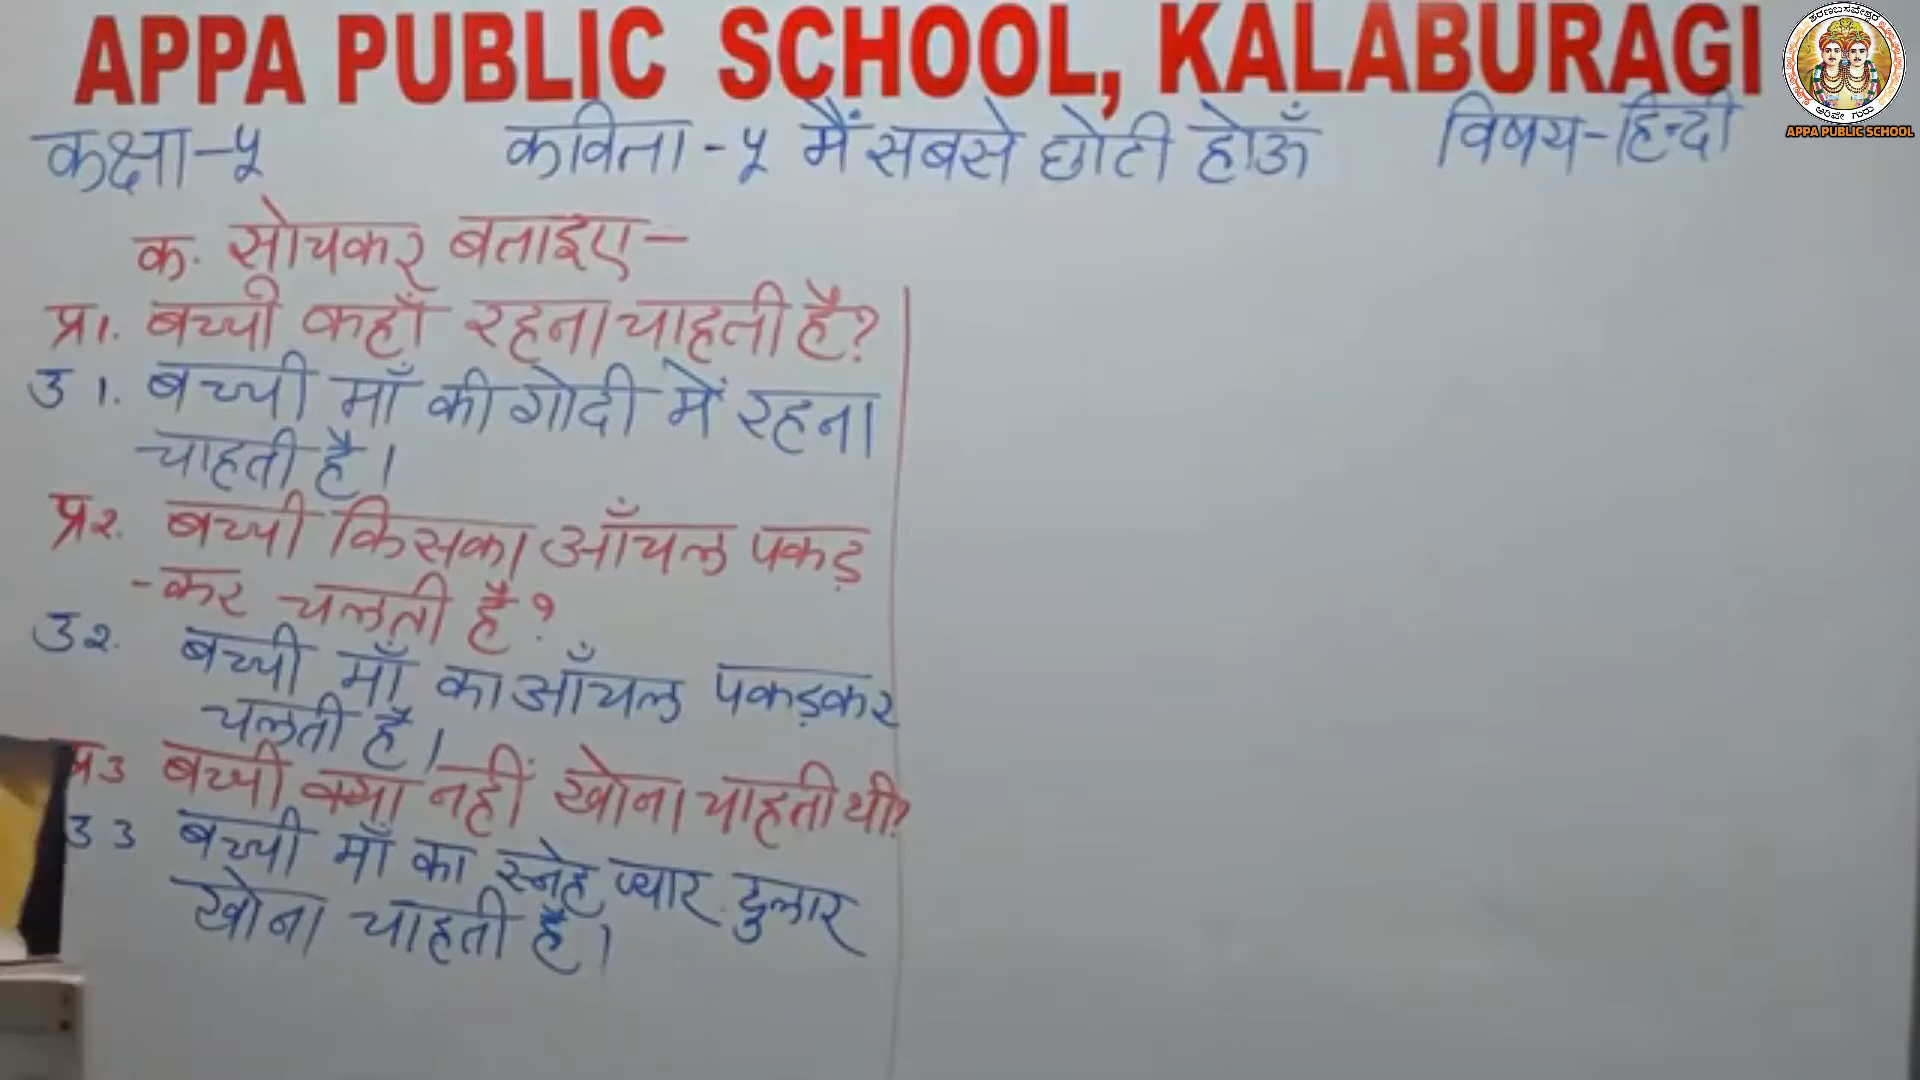 APPA PUBLIC SCHOOL, KALABURAGI
APPA PUBLIC SCHOOL
कक्षा-५ कविता-५ मैं सबसे छोटी होऊँ विषय-हिन्दी
क. सोचकर बताइए-
प्र१. बच्ची कहाँ रहना चाहती है?
उ१. बच्ची माँ की गोदी में रहना
चाहती है।
प्र२. बच्ची किसका आँचल पकड़
-कर चलती है?
उ२. बच्ची माँ का आँचल पकड़कर
चलती है।
प्र३ बच्ची क्या नहीं खोना चाहती थी?
उ३ बच्ची माँ का स्नेह, प्यार दुलार
खोना चाहती है।